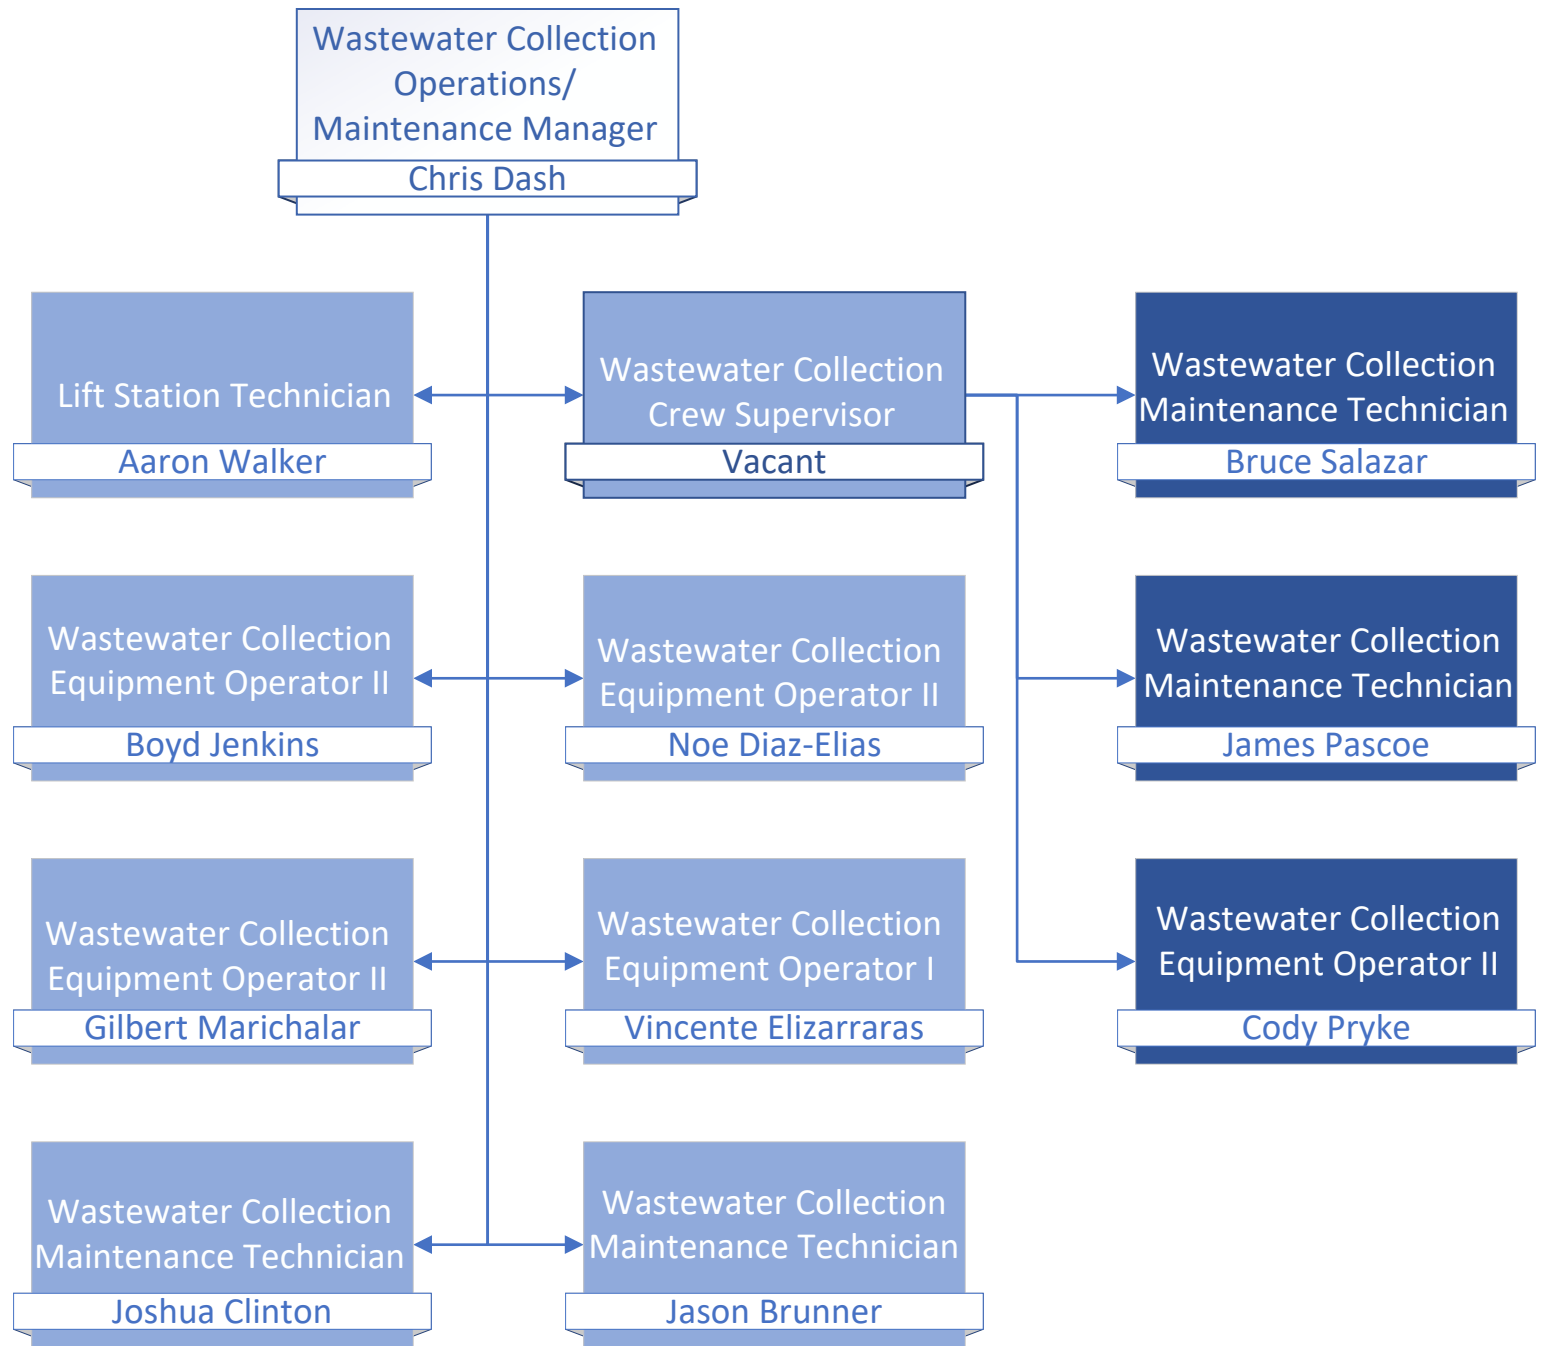 Wastewater Collection
Operations/
Maintenance Manager
Chris Dash
Lift Station Technician
Aaron Walker
Wastewater Collection
Crew Supervisor
Vacant
Wastewater Collection
Maintenance Technician
Bruce Salazar
Wastewater Collection
Equipment Operator II
Boyd Jenkins
Wastewater Collection
Equipment Operator II
Noe Diaz-Elias
Wastewater Collection
Maintenance Technician
James Pascoe
Wastewater Collection
Equipment Operator II
Gilbert Marichalar
Wastewater Collection
Equipment Operator I
Vincente Elizarraras
Wastewater Collection
Equipment Operator II
Cody Pryke
Wastewater Collection
Maintenance Technician
Joshua Clinton
Wastewater Collection
Maintenance Technician
Jason Brunner